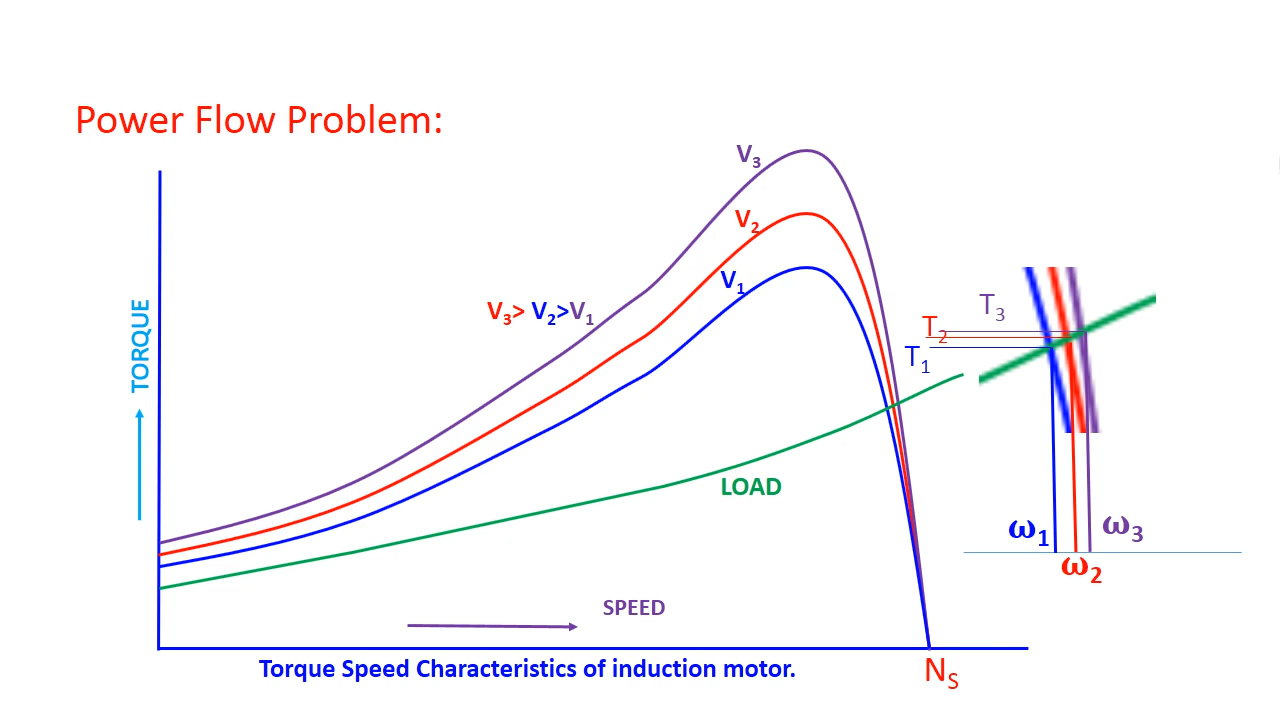 Power Flow Problem:
V₃
V₂
V₁
V₃> V₂>V₁
TORQUE
T₃
T₂
T₁
LOAD
ω₁
ω₃
ω₂
SPEED
Torque Speed Characteristics of induction motor.
N_S